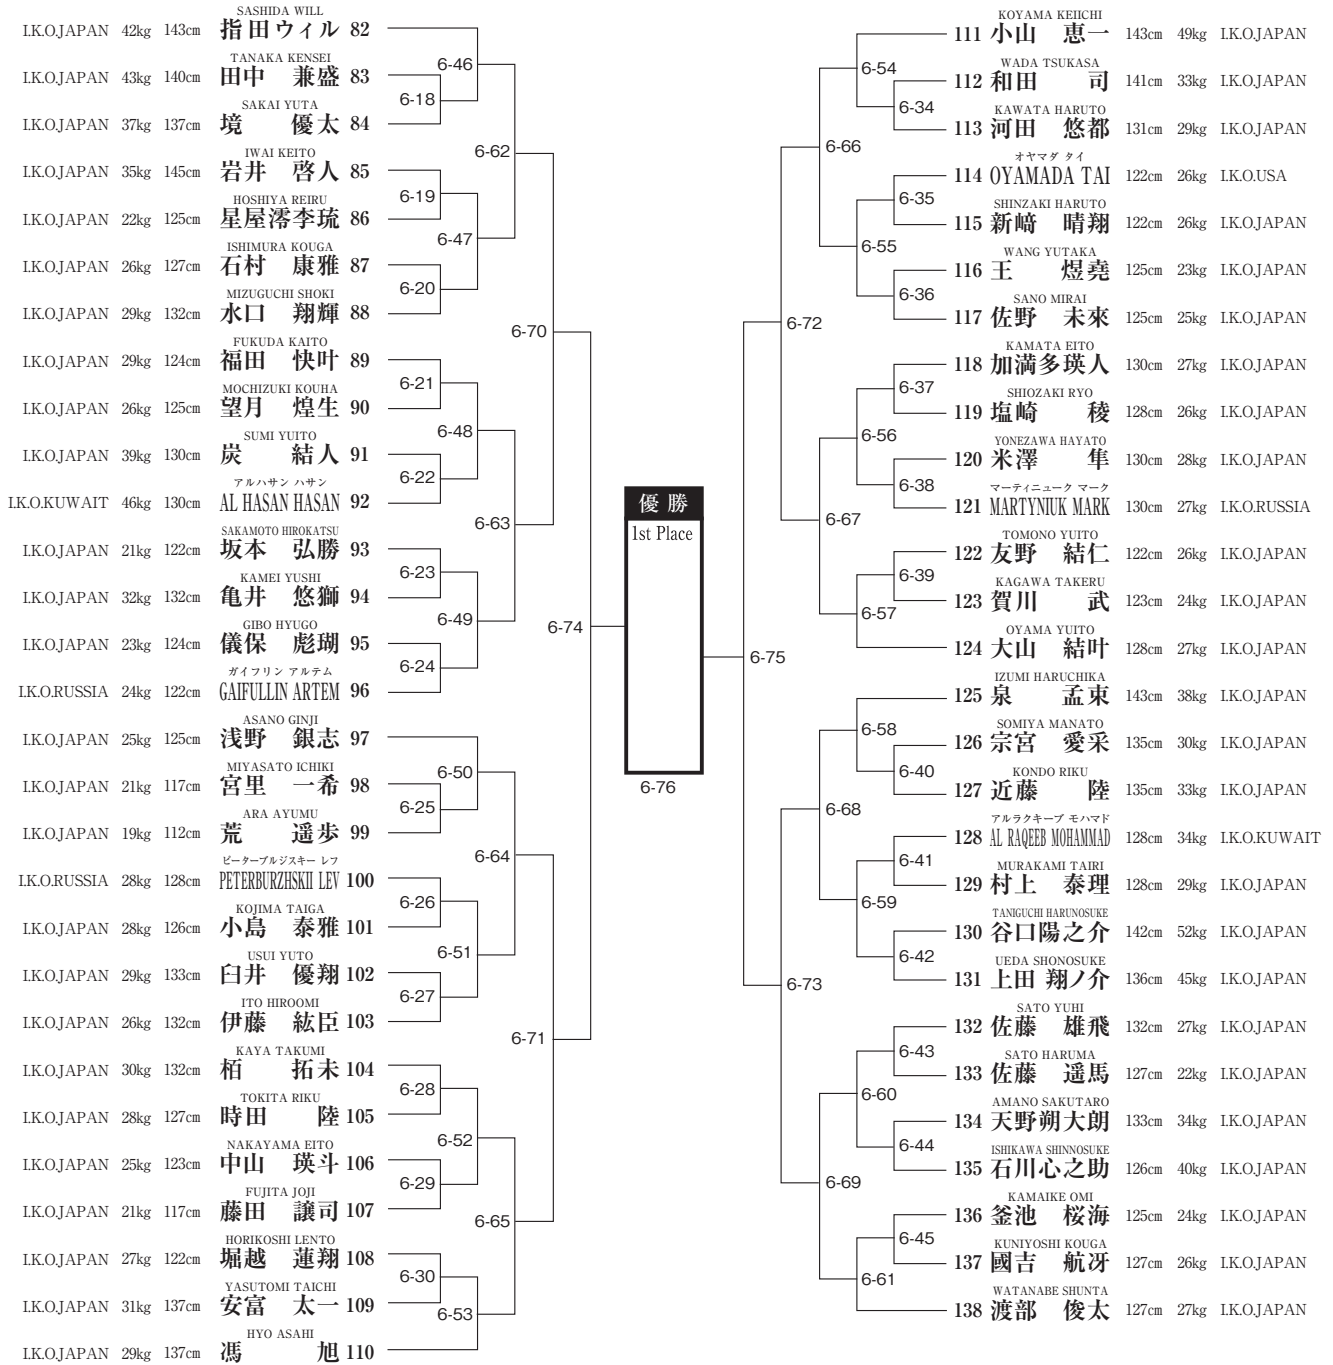 SASHIDA WILL
I.K.O.JAPAN 42kg 143cm 指田ウィル 82
TANAKA KENSEI
I.K.O.JAPAN 43kg 140cm 田中 兼盛 83
SAKAI YUTA
I.K.O.JAPAN 37kg 137cm 境 優太 84
IWAI KEITO
I.K.O.JAPAN 35kg 145cm 岩井 啓人 85
HOSHIYA REIRU
I.K.O.JAPAN 22kg 125cm 星屋澪李琉 86
ISHIMURA KOUGA
I.K.O.JAPAN 26kg 127cm 石村 康雅 87
MIZUGUCHI SHOKI
I.K.O.JAPAN 29kg 132cm 水口 翔輝 88
FUKUDA KAITO
I.K.O.JAPAN 29kg 124cm 福田 快叶 89
MOCHIZUKI KOUHA
I.K.O.JAPAN 26kg 125cm 望月 煌生 90
SUMI YUITO
I.K.O.JAPAN 39kg 130cm 炭 結人 91
アルハサン ハサン
I.K.O.KUWAIT 46kg 130cm AL HASAN HASAN 92
SAKAMOTO HIROKATSU
I.K.O.JAPAN 21kg 122cm 坂本 弘勝 93
KAMEI YUSHI
I.K.O.JAPAN 32kg 132cm 亀井 悠獅 94
GIBO HYUGO
I.K.O.JAPAN 23kg 124cm 儀保 彪瑚 95
ガイフリン アルテム
I.K.O.RUSSIA 24kg 122cm GAIFULLIN ARTEM 96
ASANO GINJI
I.K.O.JAPAN 25kg 125cm 浅野 銀志 97
MIYASATO ICHIKI
I.K.O.JAPAN 21kg 117cm 宮里 一希 98
ARA AYUMU
I.K.O.JAPAN 19kg 112cm 荒 遥歩 99
ピーターブルジスキー レフ
I.K.O.RUSSIA 28kg 128cm PETERBURZHSKII LEV 100
KOJIMA TAIGA
I.K.O.JAPAN 28kg 126cm 小島 泰雅 101
USUI YUTO
I.K.O.JAPAN 29kg 133cm 臼井 優翔 102
ITO HIROOMI
I.K.O.JAPAN 26kg 132cm 伊藤 紘臣 103
KAYA TAKUMI
I.K.O.JAPAN 30kg 132cm 栢 拓未 104
TOKITA RIKU
I.K.O.JAPAN 28kg 127cm 時田 陸 105
NAKAYAMA EITO
I.K.O.JAPAN 25kg 123cm 中山 瑛斗 106
FUJITA JOJI
I.K.O.JAPAN 21kg 117cm 藤田 譲司 107
HORIKOSHI LENTO
I.K.O.JAPAN 27kg 122cm 堀越 蓮翔 108
YASUTOMI TAICHI
I.K.O.JAPAN 31kg 137cm 安富 太一 109
HYO ASAHI
I.K.O.JAPAN 29kg 137cm 馮 旭 110
6-18
6-19
6-20
6-21
6-22
6-23
6-24
6-25
6-26
6-27
6-28
6-29
6-30
6-46
6-47
6-48
6-49
6-50
6-51
6-52
6-53
6-62
6-63
6-64
6-65
6-70
6-71
6-74
優勝
1st Place
6-76
6-75
6-72
6-73
6-66
6-67
6-68
6-69
6-54
6-55
6-56
6-57
6-58
6-59
6-60
6-61
6-34
6-35
6-36
6-37
6-38
6-39
6-40
6-41
6-42
6-43
6-44
6-45
KOYAMA KEIICHI
111 小山 恵一 143cm 49kg I.K.O.JAPAN
WADA TSUKASA
112 和田 司 141cm 33kg I.K.O.JAPAN
KAWATA HARUTO
113 河田 悠都 131cm 29kg I.K.O.JAPAN
オヤマダ タイ
114 OYAMADA TAI 122cm 26kg I.K.O.USA
SHINZAKI HARUTO
115 新﨑 晴翔 122cm 26kg I.K.O.JAPAN
WANG YUTAKA
116 王 煜堯 125cm 23kg I.K.O.JAPAN
SANO MIRAI
117 佐野 未來 125cm 25kg I.K.O.JAPAN
KAMATA EITO
118 加満多瑛人 130cm 27kg I.K.O.JAPAN
SHIOZAKI RYO
119 塩崎 稜 128cm 26kg I.K.O.JAPAN
YONEZAWA HAYATO
120 米澤 隼 130cm 28kg I.K.O.JAPAN
マーティニューク マーク
121 MARTYNIUK MARK 130cm 27kg I.K.O.RUSSIA
TOMONO YUITO
122 友野 結仁 122cm 26kg I.K.O.JAPAN
KAGAWA TAKERU
123 賀川 武 123cm 24kg I.K.O.JAPAN
OYAMA YUITO
124 大山 結叶 128cm 27kg I.K.O.JAPAN
IZUMI HARUCHIKA
125 泉 孟東 143cm 38kg I.K.O.JAPAN
SOMIYA MANATO
126 宗宮 愛采 135cm 30kg I.K.O.JAPAN
KONDO RIKU
127 近藤 陸 135cm 33kg I.K.O.JAPAN
アルラクキーブ モハマド
128 AL RAQEEB MOHAMMAD 128cm 34kg I.K.O.KUWAIT
MURAKAMI TAIRI
129 村上 泰理 128cm 29kg I.K.O.JAPAN
TANIGUCHI HARUNOSUKE
130 谷口陽之介 142cm 52kg I.K.O.JAPAN
UEDA SHONOSUKE
131 上田 翔ノ介 136cm 45kg I.K.O.JAPAN
SATO YUHI
132 佐藤 雄飛 132cm 27kg I.K.O.JAPAN
SATO HARUMA
133 佐藤 遥馬 127cm 22kg I.K.O.JAPAN
AMANO SAKUTARO
134 天野朔大朗 133cm 34kg I.K.O.JAPAN
ISHIKAWA SHINNOSUKE
135 石川心之助 126cm 40kg I.K.O.JAPAN
KAMAIKE OMI
136 釜池 桜海 125cm 24kg I.K.O.JAPAN
KUNIYOSHI KOUGA
137 國吉 航冴 127cm 26kg I.K.O.JAPAN
WATANABE SHUNTA
138 渡部 俊太 127cm 27kg I.K.O.JAPAN